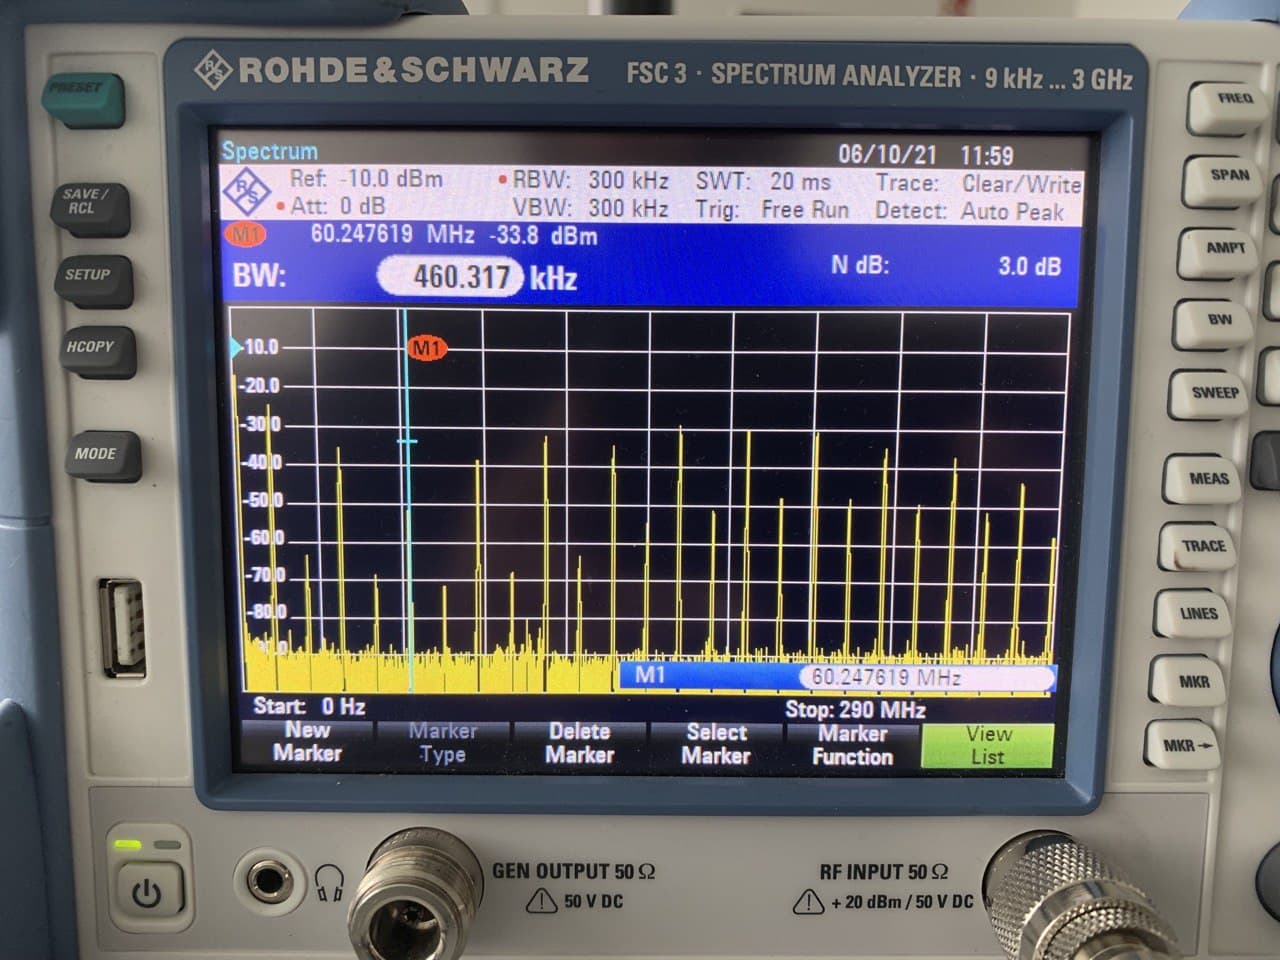 ROHDE&SCHWARZ FSC 3 · SPECTRUM ANALYZER · 9 kHz ... 3 GHz
PRESET
SAVE /
RCL
SETUP
HCOPY
MODE
Spectrum 06/10/21 11:59
Ref: -10.0 dBm RBW: 300 kHz SWT: 20 ms Trace: Clear/Write
Att: 0 dB VBW: 300 kHz Trig: Free Run Detect: Auto Peak
M1 60.247619 MHz -33.8 dBm
BW: 460.317 kHz N dB: 3.0 dB
M1
-10.0
-20.0
-30.0
-40.0
-50.0
-60.0
-70.0
-80.0
M1 60.247619 MHz
Start: 0 Hz Stop: 290 MHz
New Marker
Marker Type
Delete Marker
Select Marker
Marker Function
View List
FREQ
SPAN
AMPT
BW
SWEEP
MEAS
TRACE
LINES
MKR
MKR→
GEN OUTPUT 50 Ω
50 V DC
RF INPUT 50 Ω
+ 20 dBm / 50 V DC